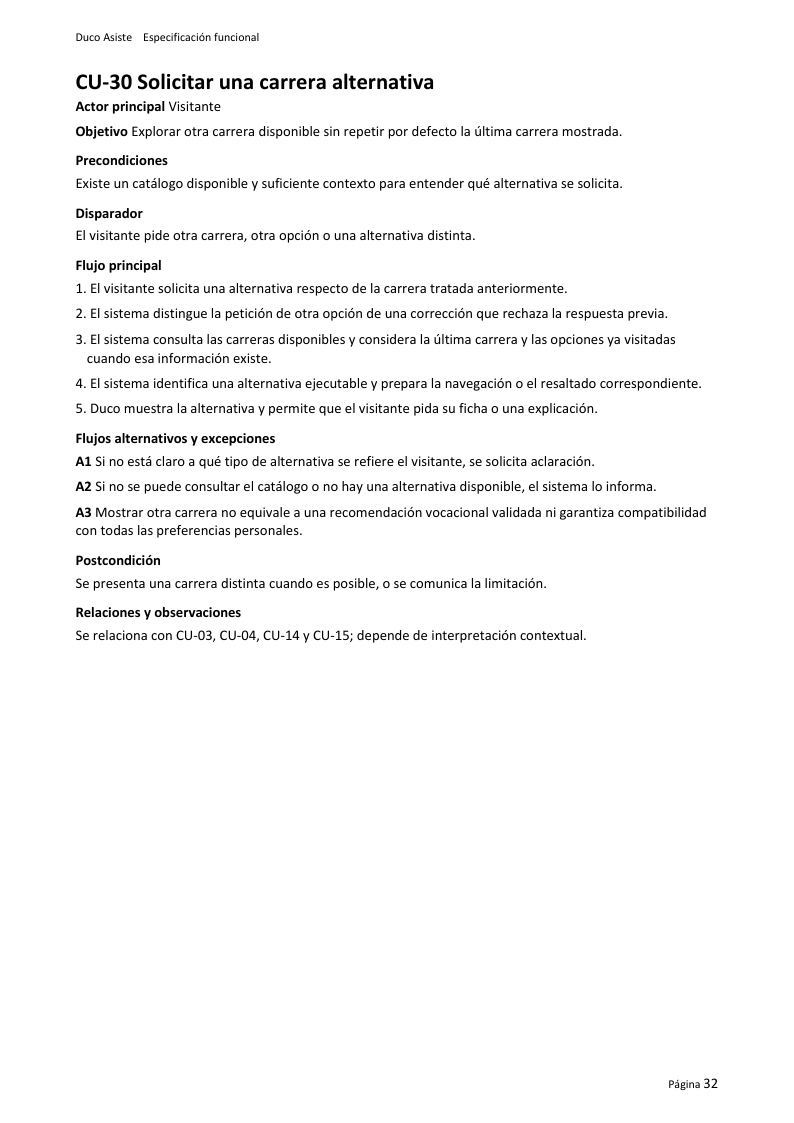 Duco Asiste Especificación funcional
CU-30 Solicitar una carrera alternativa
Actor principal Visitante
Objetivo Explorar otra carrera disponible sin repetir por defecto la última carrera mostrada.
Precondiciones
Existe un catálogo disponible y suficiente contexto para entender qué alternativa se solicita.
Disparador
El visitante pide otra carrera, otra opción o una alternativa distinta.
Flujo principal
1. El visitante solicita una alternativa respecto de la carrera tratada anteriormente.
2. El sistema distingue la petición de otra opción de una corrección que rechaza la respuesta previa.
3. El sistema consulta las carreras disponibles y considera la última carrera y las opciones ya visitadas
cuando esa información existe.
4. El sistema identifica una alternativa ejecutable y prepara la navegación o el resaltado correspondiente.
5. Duco muestra la alternativa y permite que el visitante pida su ficha o una explicación.
Flujos alternativos y excepciones
A1 Si no está claro a qué tipo de alternativa se refiere el visitante, se solicita aclaración.
A2 Si no se puede consultar el catálogo o no hay una alternativa disponible, el sistema lo informa.
A3 Mostrar otra carrera no equivale a una recomendación vocacional validada ni garantiza compatibilidad
con todas las preferencias personales.
Postcondición
Se presenta una carrera distinta cuando es posible, o se comunica la limitación.
Relaciones y observaciones
Se relaciona con CU-03, CU-04, CU-14 y CU-15; depende de interpretación contextual.
Página 32